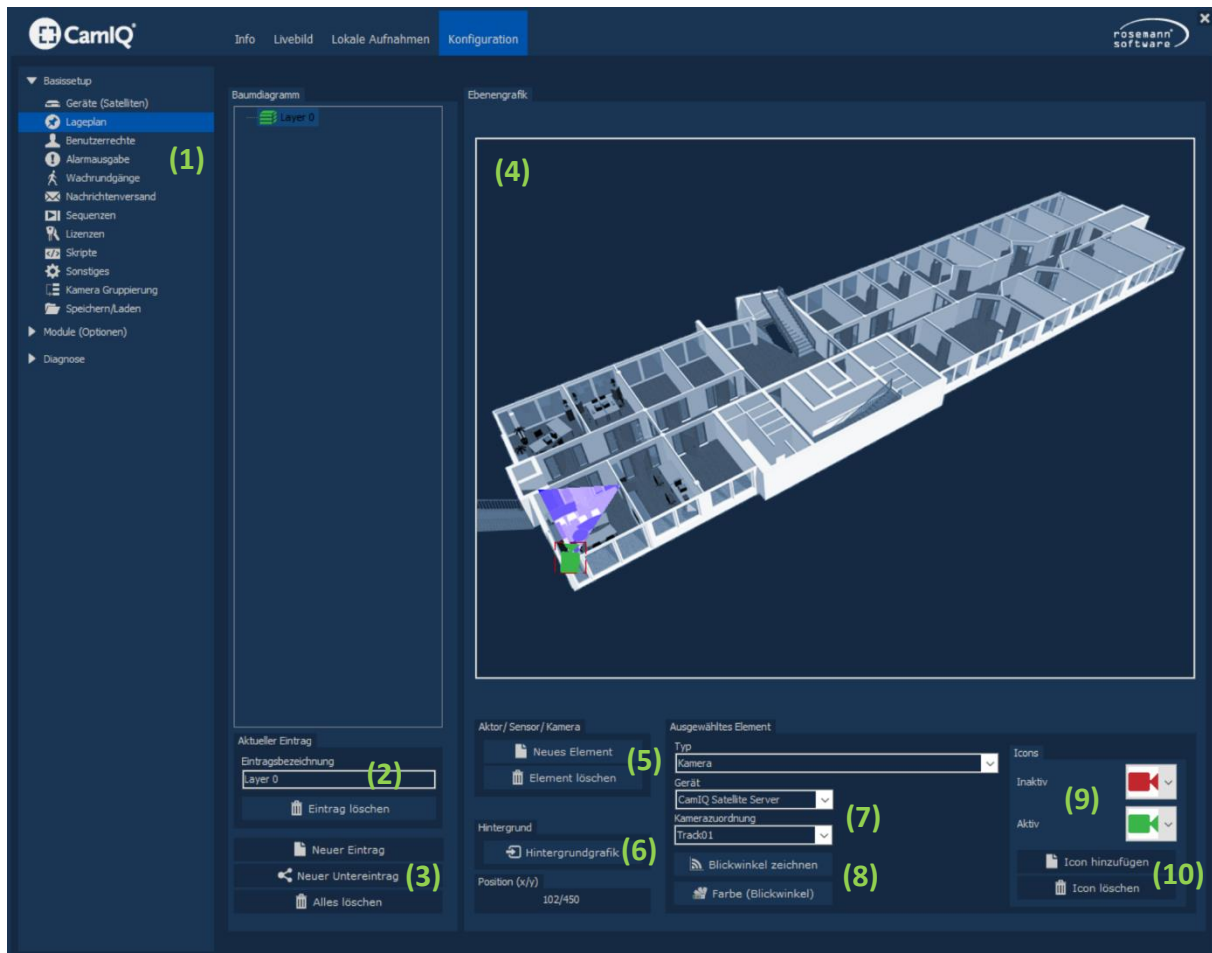 CamIQ®
Info Livebild Lokale Aufnahmen Konfiguration
rosemann®
software
Basissetup
Geräte (Satelliten)
Lageplan
Benutzerrechte
Alarmausgabe
Wachrundgänge
Nachrichtenversand
Sequenzen
Lizenzen
Skripte
Sonstiges
Kamera Gruppierung
Speichern/Laden
Module (Optionen)
Diagnose
(1)
Baumdiagramm
Layer 0
Aktueller Eintrag
Eintragsbezeichnung
Layer 0
(2)
Eintrag löschen
Neuer Eintrag
Neuer Untereintrag
(3)
Alles löschen
Ebenengrafik
(4)
Aktor/ Sensor/ Kamera
Neues Element
(5)
Element löschen
Hintergrund
Hintergrundgrafik
(6)
Position (x/y)
102/450
Ausgewähltes Element
Typ
Kamera
Gerät
CamIQ Satellite Server
(7)
Kamerazuordnung
Track01
Blickwinkel zeichnen
(8)
Farbe (Blickwinkel)
Icons
Inaktiv
(9)
Aktiv
Icon hinzufügen
(10)
Icon löschen